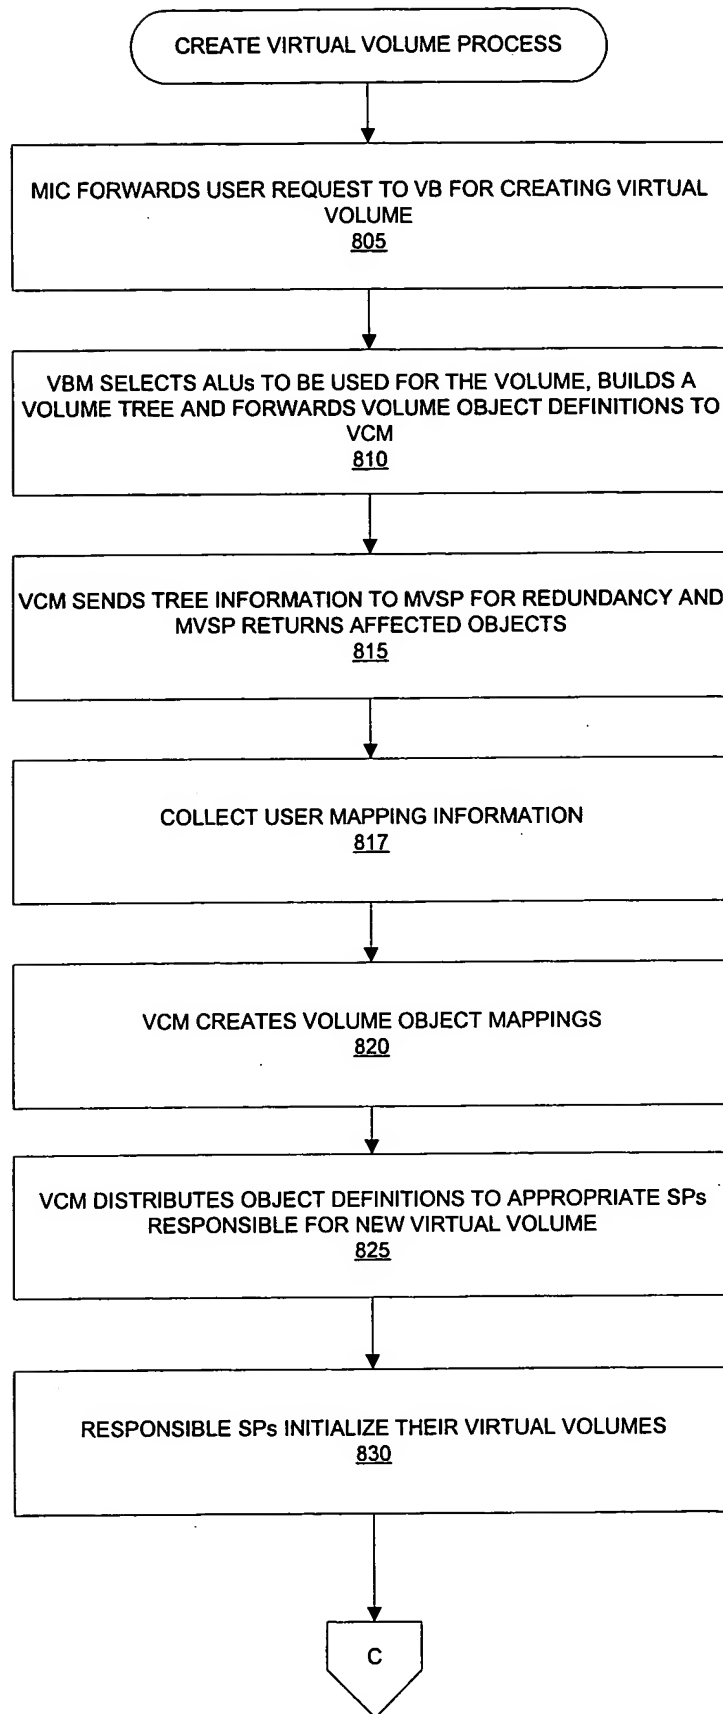 CREATE VIRTUAL VOLUME PROCESS
MIC FORWARDS USER REQUEST TO VB FOR CREATING VIRTUAL
VOLUME
805
VBM SELECTS ALUs TO BE USED FOR THE VOLUME, BUILDS A
VOLUME TREE AND FORWARDS VOLUME OBJECT DEFINITIONS TO
VCM
810
VCM SENDS TREE INFORMATION TO MVSP FOR REDUNDANCY AND
MVSP RETURNS AFFECTED OBJECTS
815
COLLECT USER MAPPING INFORMATION
817
VCM CREATES VOLUME OBJECT MAPPINGS
820
VCM DISTRIBUTES OBJECT DEFINITIONS TO APPROPRIATE SPs
RESPONSIBLE FOR NEW VIRTUAL VOLUME
825
RESPONSIBLE SPs INITIALIZE THEIR VIRTUAL VOLUMES
830
C